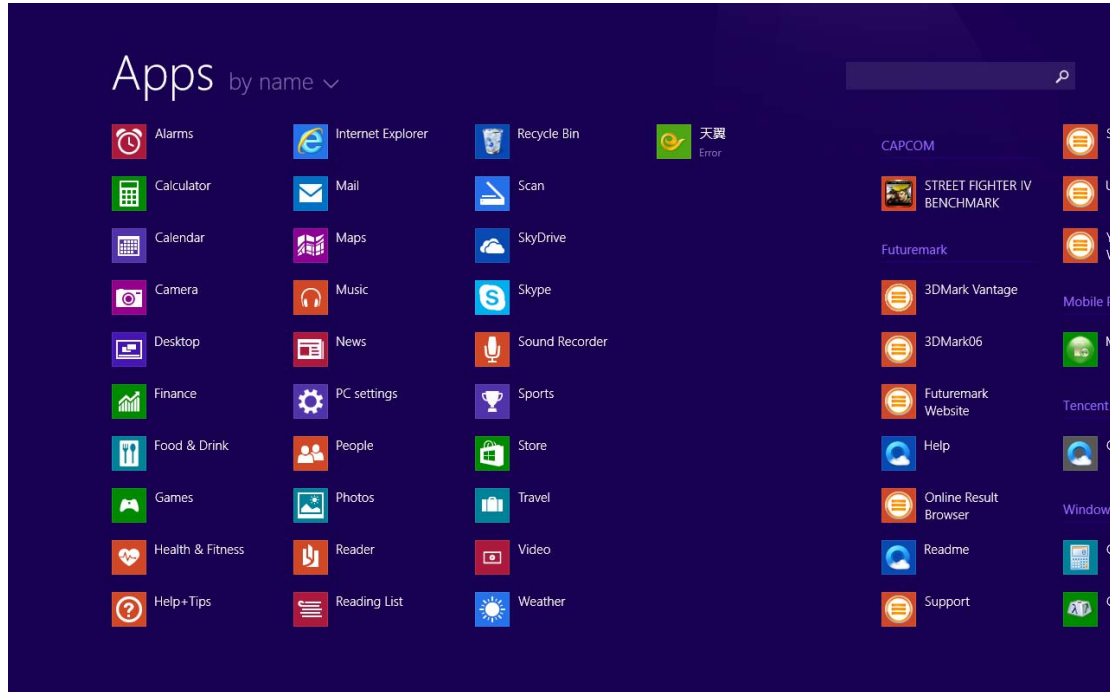 Apps by name
Alarms
Calculator
Calendar
Camera
Desktop
Finance
Food & Drink
Games
Health & Fitness
Help+Tips
Internet Explorer
Mail
Maps
Music
News
PC settings
People
Photos
Reader
Reading List
Recycle Bin
Scan
SkyDrive
Skype
Sound Recorder
Sports
Store
Travel
Video
Weather
天翼
Error
CAPCOM
STREET FIGHTER IV
BENCHMARK
Futuremark
3DMark Vantage
3DMark06
Futuremark
Website
Help
Online Result
Browser
Readme
Support
Mobile
Tencent